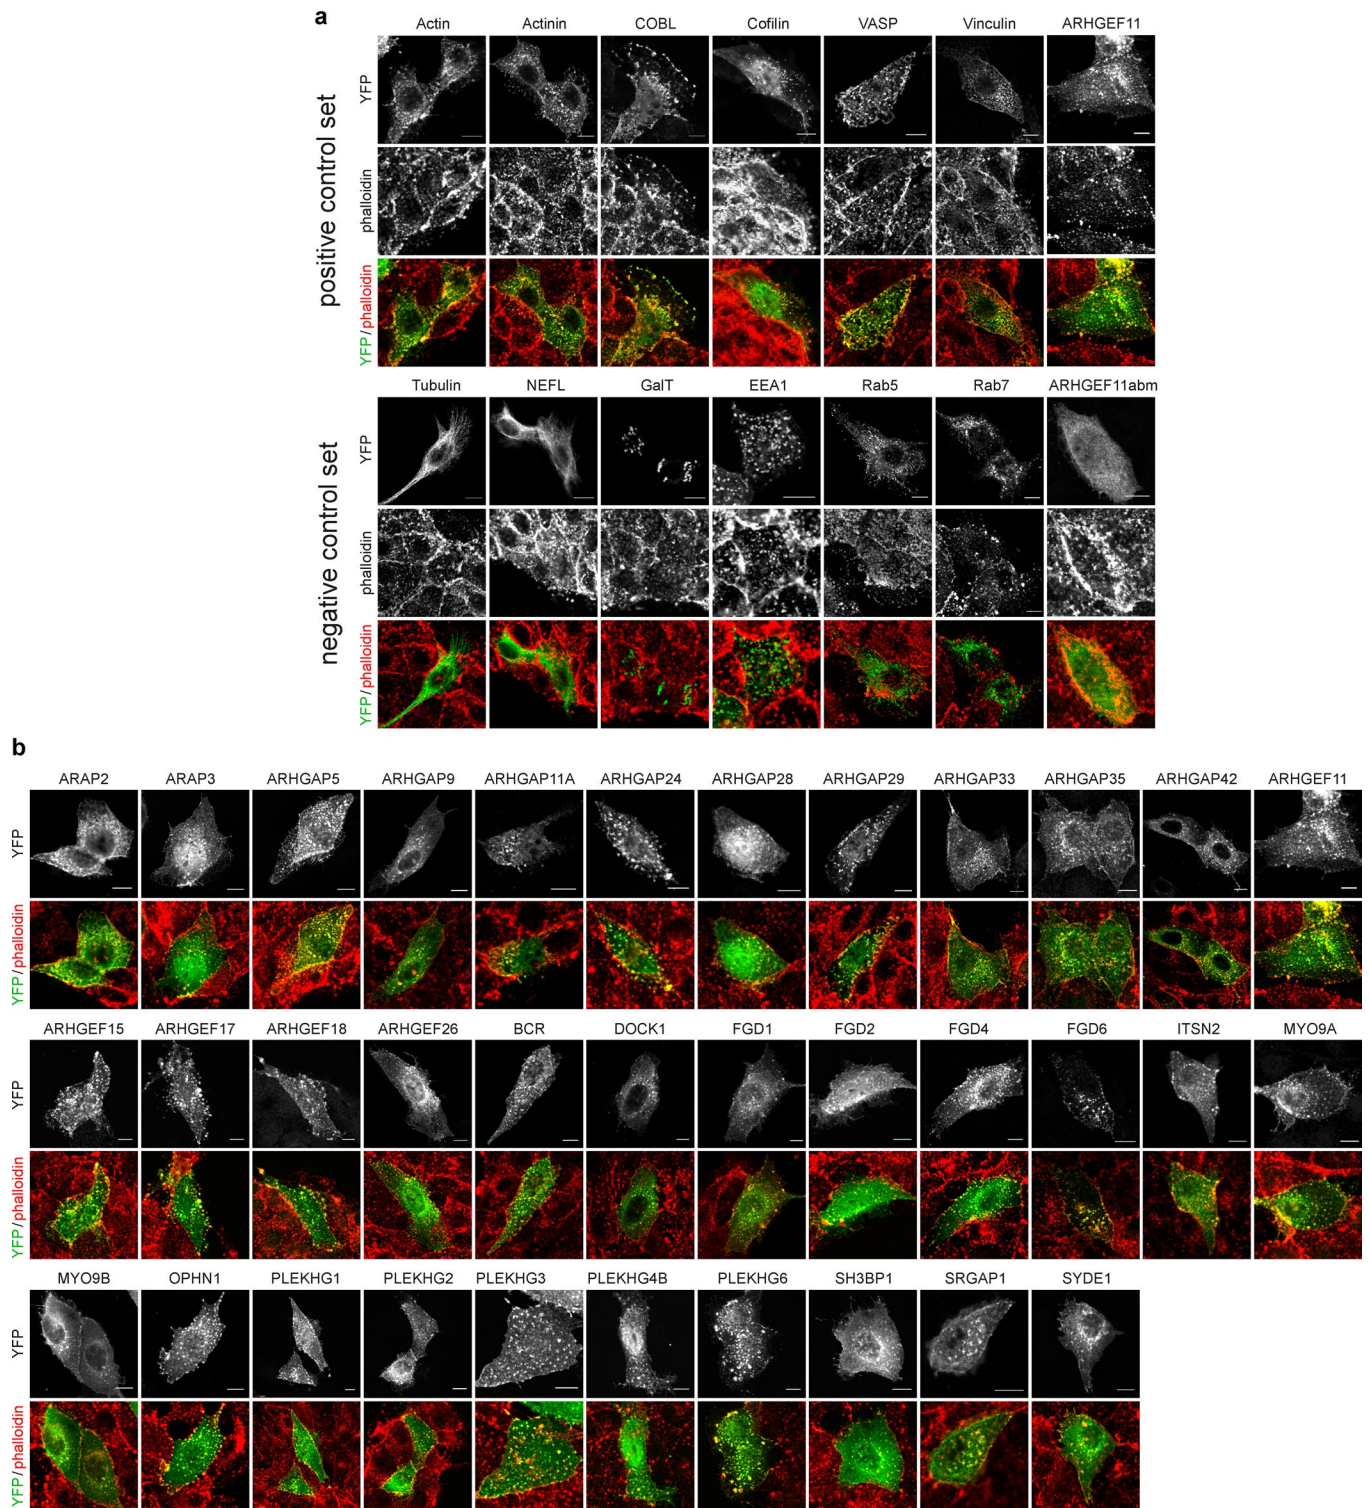 a
Actin Actinin COBL Cofilin VASP Vinculin ARHGEF11
positive control set
YFP
phalloidin
YFP/phalloidin
Tubulin NEFL GalT EEA1 Rab5 Rab7 ARHGEF11abm
negative control set
YFP
phalloidin
YFP/phalloidin
b
ARAP2 ARAP3 ARHGAP5 ARHGAP9 ARHGAP11A ARHGAP24 ARHGAP28 ARHGAP29 ARHGAP33 ARHGAP35 ARHGAP42 ARHGEF11
YFP
YFP/phalloidin
ARHGEF15 ARHGEF17 ARHGEF18 ARHGEF26 BCR DOCK1 FGD1 FGD2 FGD4 FGD6 ITSN2 MYO9A
YFP
YFP/phalloidin
MYO9B OPHN1 PLEKHG1 PLEKHG2 PLEKHG3 PLEKHG4B PLEKHG6 SH3BP1 SRGAP1 SYDE1
YFP
YFP/phalloidin